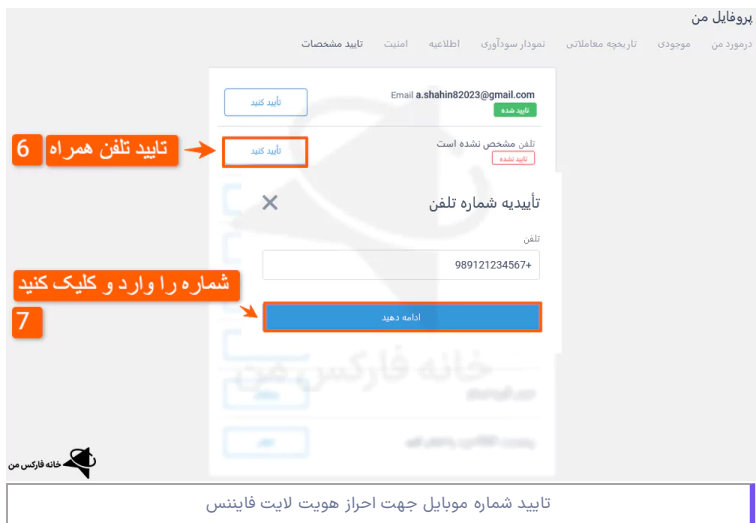 پروفایل من
درمورد من موجودی تاریخچه معاملاتی نمودار سودآوری اطلاعیه امنیت تایید مشخصات
Email a.shahin82023@gmail.com
تایید شده
تأیید کنید
تلفن مشخص نشده است
تایید نشده
تأیید کنید
6 تایید تلفن همراه
تأییدیه شماره تلفن
تلفن
989121234567+
شماره را وارد و کلیک کنید
7
ادامه دهید
خانه فارکس من
خانه فارکس من
تایید شماره موبایل جهت احراز هویت لایت فایننس